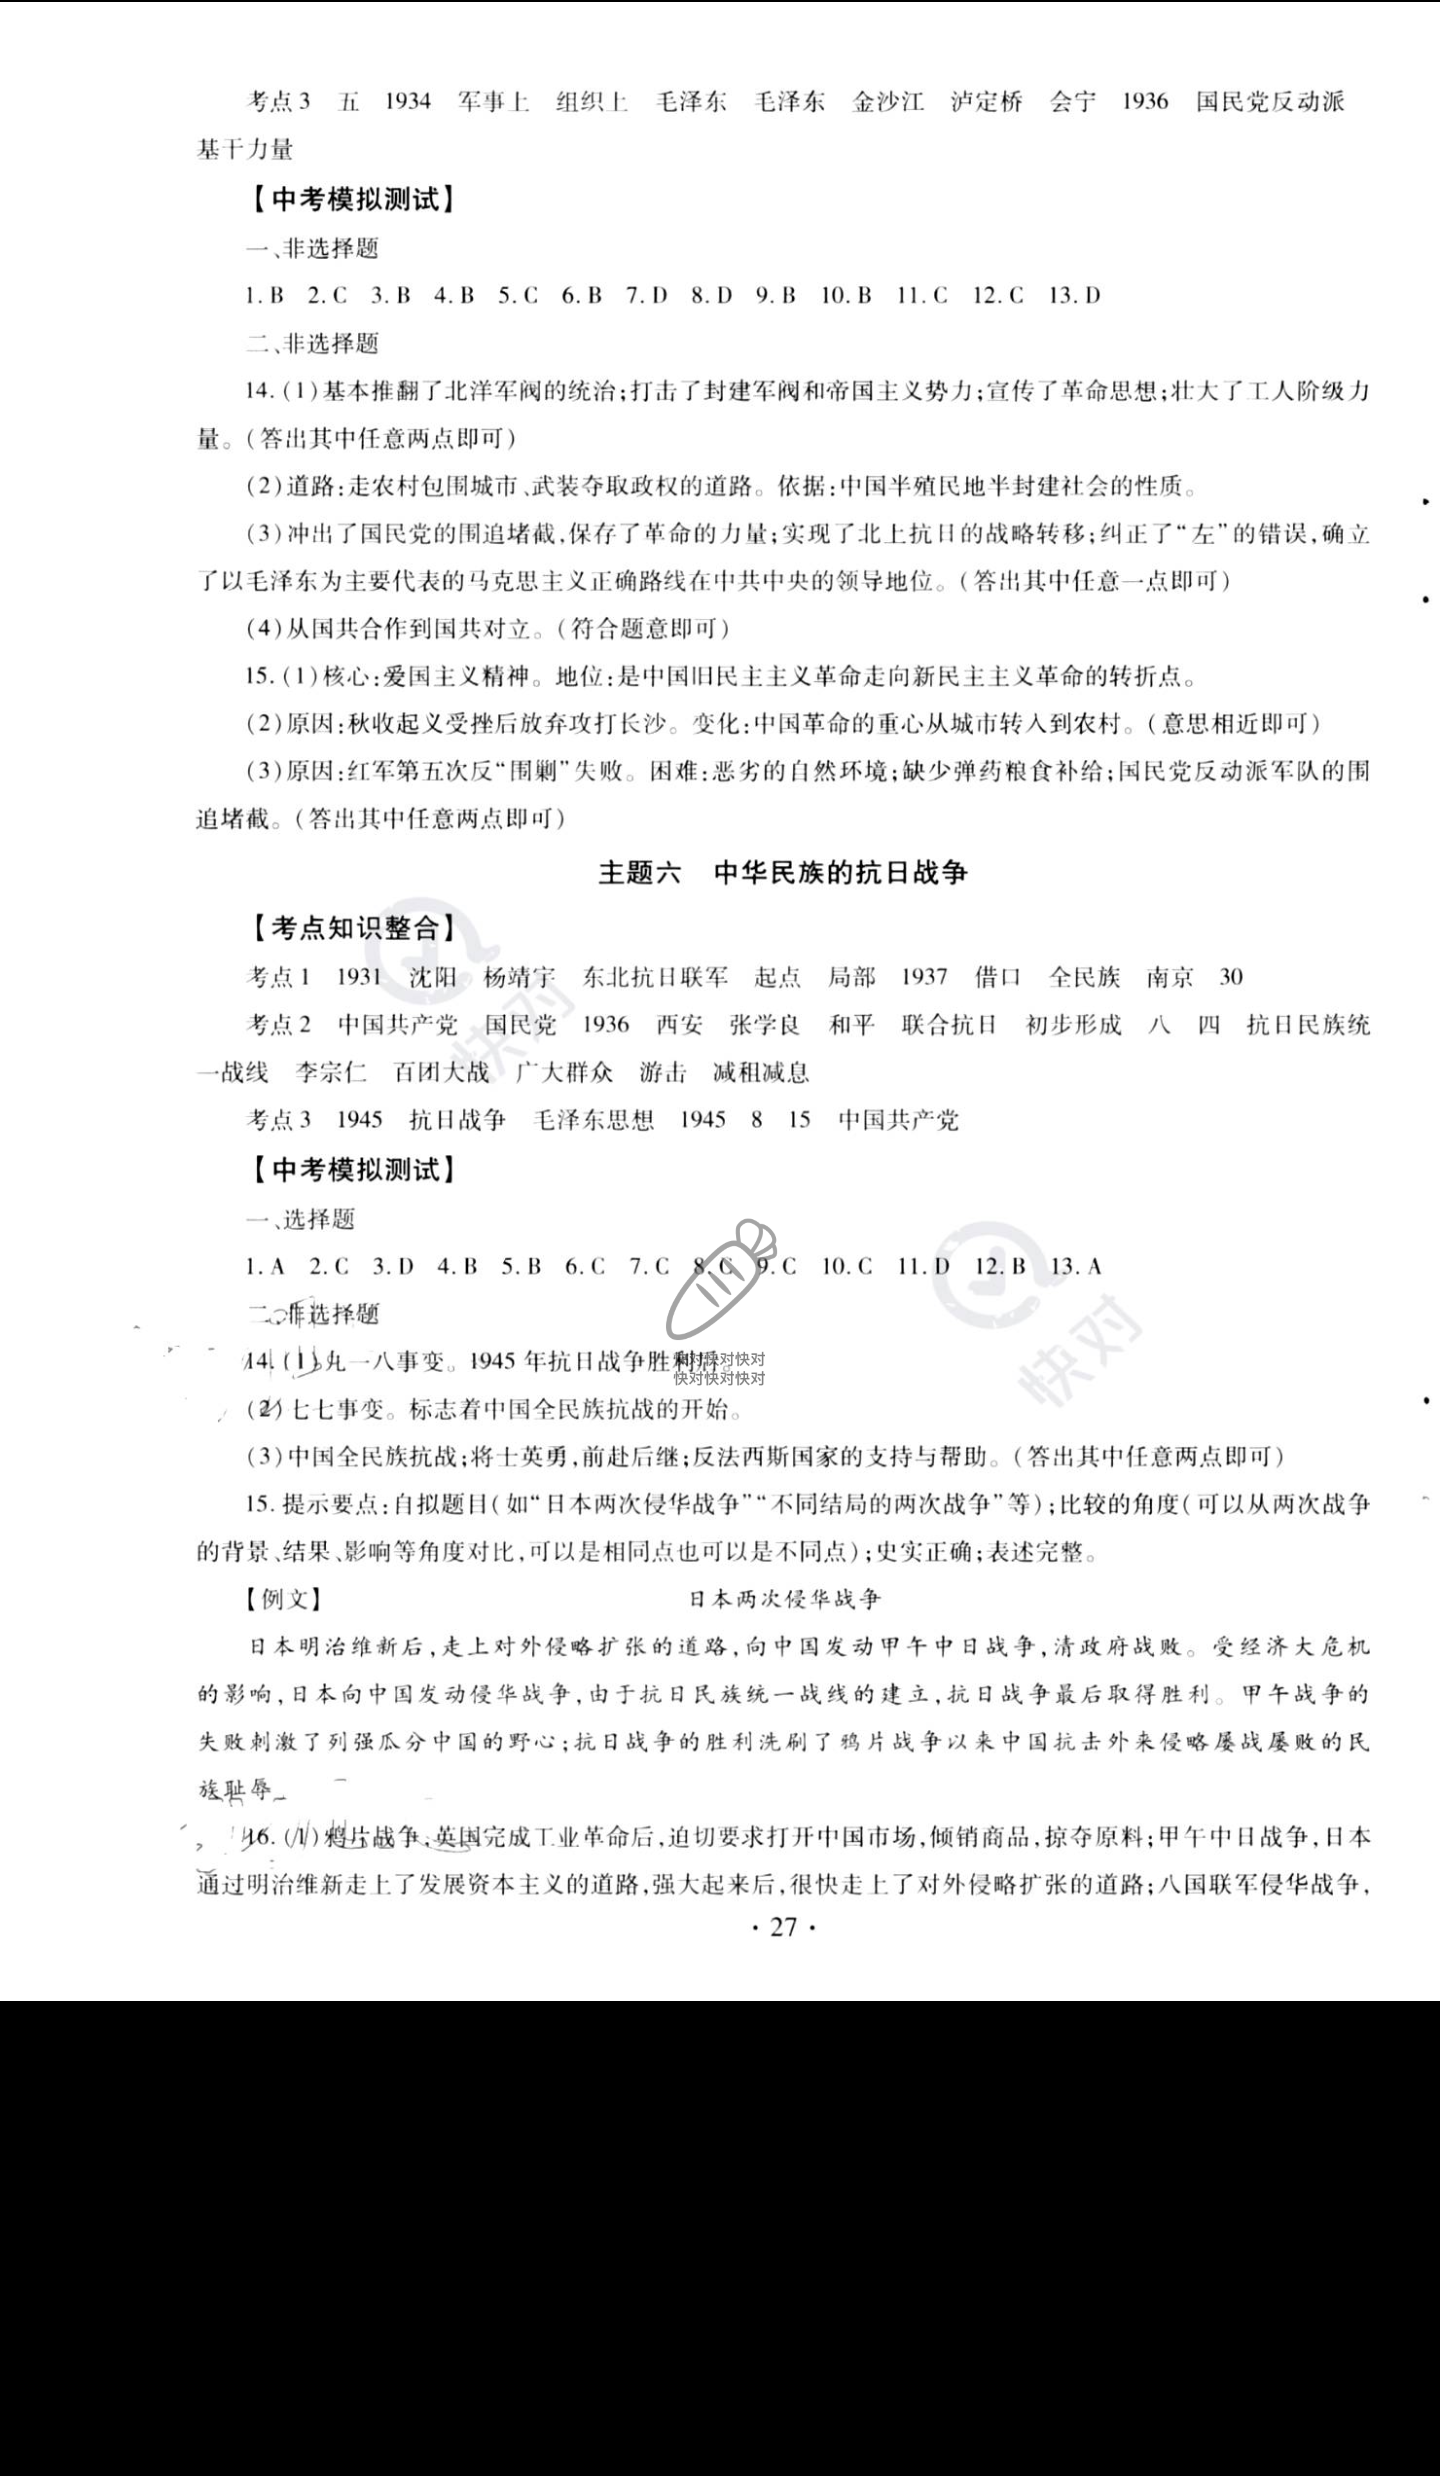 考点3 五 1934 军事上 组织上 毛泽东 毛泽东 金沙江 泸定桥 会宁 1936 国民党反动派
基干力量
【中考模拟测试】
一、非选择题
1. B 2. C 3. B 4. B 5. C 6. B 7. D 8. D 9. B 10. B 11. C 12. C 13. D
二、非选择题
14. (1)基本推翻了北洋军阀的统治;打击了封建军阀和帝国主义势力;宣传了革命思想;壮大了工人阶级力
量。(答出其中任意两点即可)
(2)道路:走农村包围城市、武装夺取政权的道路。依据:中国半殖民地半封建社会的性质。
(3)冲出了国民党的围追堵截,保存了革命的力量;实现了北上抗日的战略转移;纠正了“左”的错误,确立
了以毛泽东为主要代表的马克思主义正确路线在中共中央的领导地位。(答出其中任意一点即可)
(4)从国共合作到国共对立。(符合题意即可)
15. (1)核心:爱国主义精神。地位:是中国旧民主主义革命走向新民主主义革命的转折点。
(2)原因:秋收起义受挫后放弃攻打长沙。变化:中国革命的重心从城市转入到农村。(意思相近即可)
(3)原因:红军第五次反“围剿”失败。困难:恶劣的自然环境;缺少弹药粮食补给;国民党反动派军队的围
追堵截。(答出其中任意两点即可)
主题六 中华民族的抗日战争
【考点知识整合】
考点1 1931 沈阳 杨靖宇 东北抗日联军 起点 局部 1937 借口 全民族 南京 30
考点2 中国共产党 国民党 1936 西安 张学良 和平 联合抗日 初步形成 八 四 抗日民族统
一战线 李宗仁 百团大战 广大群众 游击 减租减息
快对
考点3 1945 抗日战争 毛泽东思想 1945 8 15 中国共产党
【中考模拟测试】
一、选择题
1. A 2. C 3. D 4. B 5. B 6. C 7. C 8. C 9. C 10. C 11. D 12. B 13. A
二、非选择题
14. (1)九一八事变。1945年抗日战争胜利后。
快对快对快对
快对快对快对
快对
(2)七七事变。标志着中国全民族抗战的开始。
(3)中国全民族抗战;将士英勇,前赴后继;反法西斯国家的支持与帮助。(答出其中任意两点即可)
15. 提示要点:自拟题目(如“日本两次侵华战争”“不同结局的两次战争”等);比较的角度(可以从两次战争
的背景、结果、影响等角度对比,可以是相同点也可以是不同点);史实正确;表述完整。
【例文】 日本两次侵华战争
日本明治维新后,走上对外侵略扩张的道路,向中国发动甲午中日战争,清政府战败。受经济大危机
的影响,日本向中国发动侵华战争,由于抗日民族统一战线的建立,抗日战争最后取得胜利。甲午战争的
失败刺激了列强瓜分中国的野心;抗日战争的胜利洗刷了鸦片战争以来中国抗击外来侵略屡战屡败的民
族耻辱
16. (1)鸦片战争,英国完成工业革命后,迫切要求打开中国市场,倾销商品,掠夺原料;甲午中日战争,日本
通过明治维新走上了发展资本主义的道路,强大起来后,很快走上了对外侵略扩张的道路;八国联军侵华战争,
· 27 ·